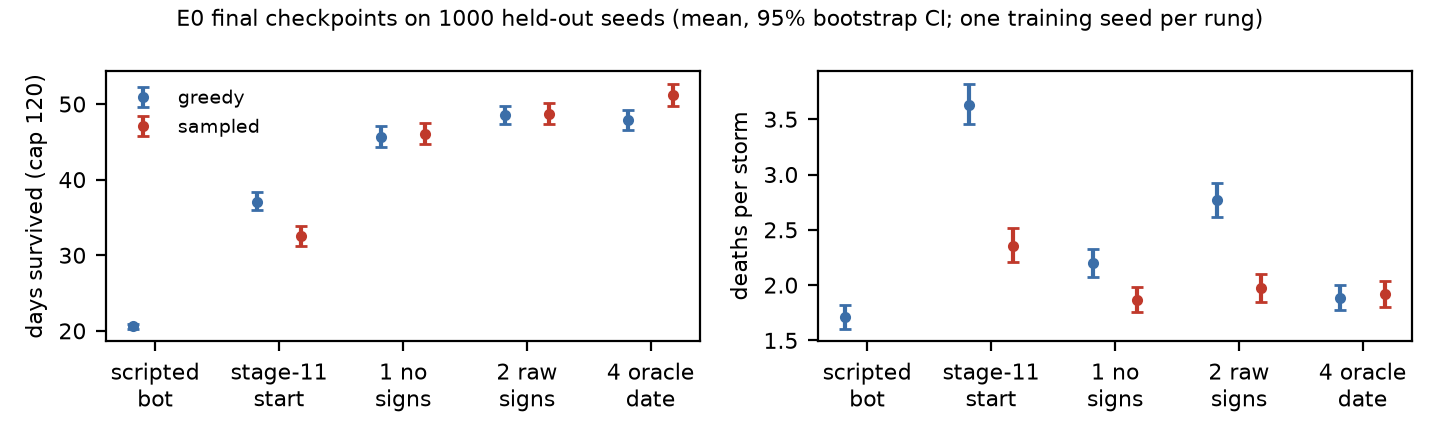 E0 final checkpoints on 1000 held-out seeds (mean, 95% bootstrap CI; one training seed per rung)
days survived (cap 120)
50
40
30
20
greedy
sampled
scripted bot
stage-11 start
1 no signs
2 raw signs
4 oracle date
deaths per storm
3.5
3.0
2.5
2.0
1.5
scripted bot
stage-11 start
1 no signs
2 raw signs
4 oracle date